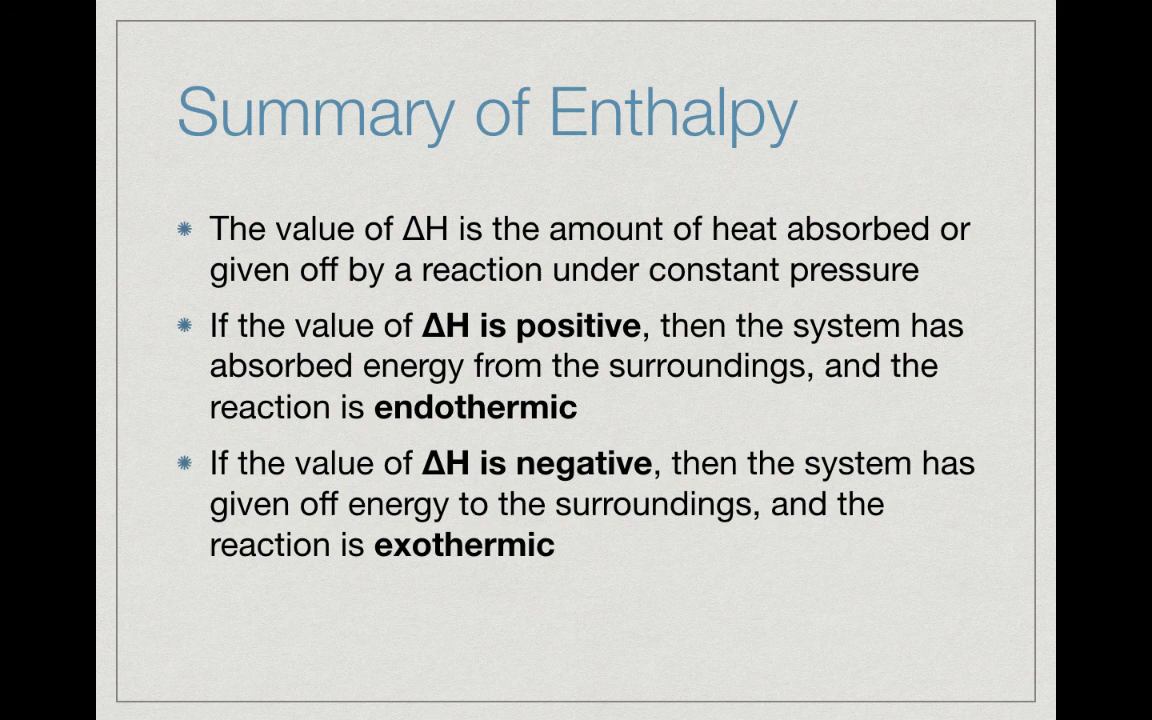 Summary of Enthalpy
The value of ΔH is the amount of heat absorbed or
given off by a reaction under constant pressure
If the value of ΔH is positive, then the system has
absorbed energy from the surroundings, and the
reaction is endothermic
If the value of ΔH is negative, then the system has
given off energy to the surroundings, and the
reaction is exothermic